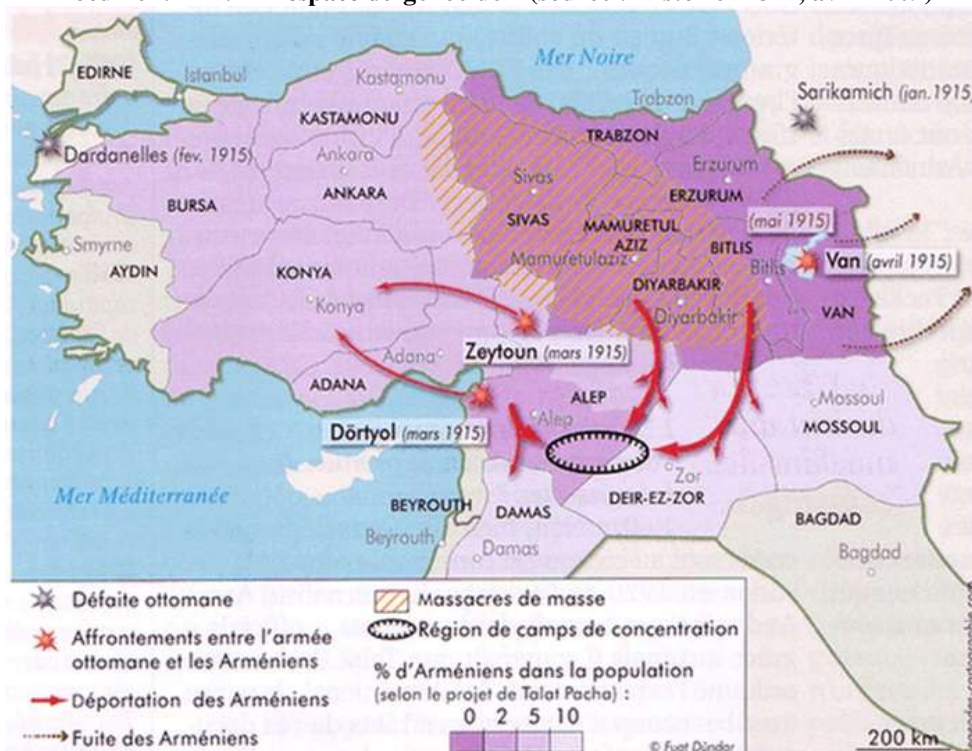 EDIRNE
Istanbul
Mer Noire
Kastamonu
Sarikamich (jan.1915)
KASTAMONU
Trabzon
TRABZON
Dardanelles (fev. 1915)
Ankara
ANKARA
Sivas
Erzurum
ERZURUM
BURSA
SIVAS
MAMURETUL
AZIZ
(mai 1915)
BITLIS
Smyrne
AYDIN
KONYA
Mamuretulaziz
Bitlis
Van (avril 1915)
DIYARBAKIR
Diyarbakir
VAN
Konya
Zeytoun (mars 1915)
Adana
ADANA
ALEP
Alep
Mossoul
MOSSOUL
Dörtyol (mars 1915)
Zor
DEIR-EZ-ZOR
Mer Méditerranée
BEYROUTH
Beyrouth
DAMAS
Damas
BAGDAD
Bagdad
Défaite ottomane
Affrontements entre l'armée
ottomane et les Arméniens
Déportation des Arméniens
Fuite des Arméniens
Massacres de masse
Région de camps de concentration
% d'Arméniens dans la population
(selon le projet de Talat Pacha) :
0 2 5 10
© Fuat Dündar
200 km